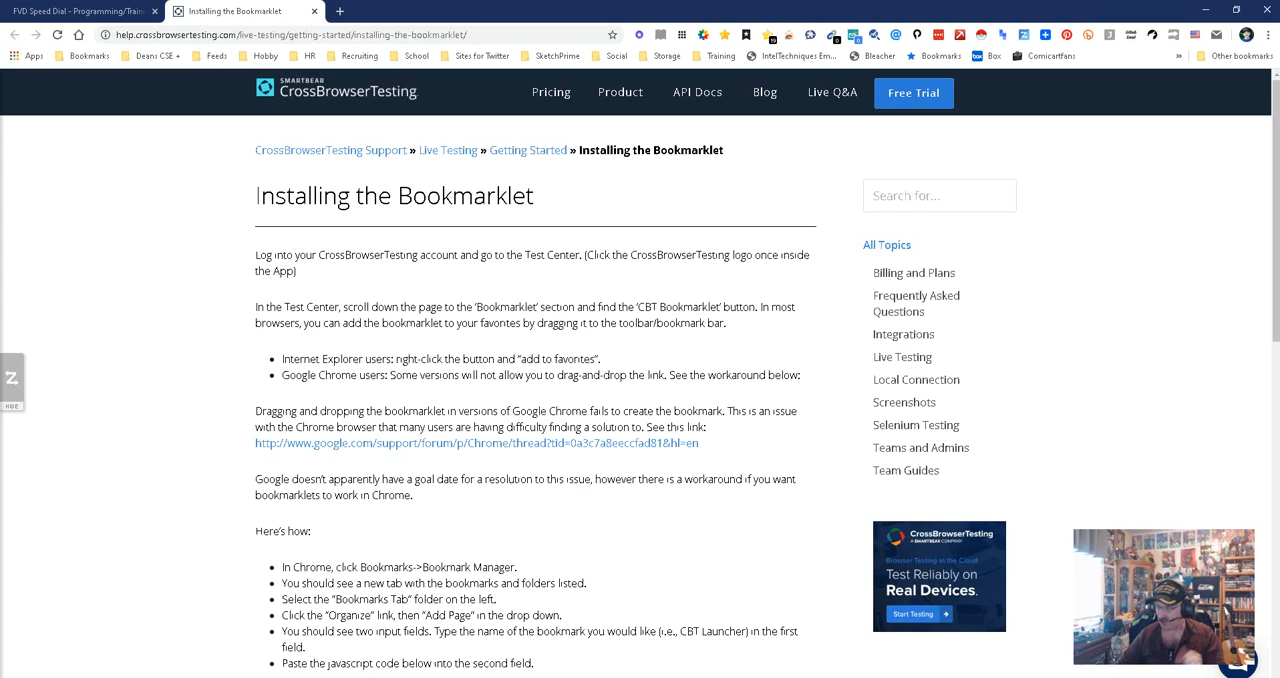 FVD Speed Dial - Programming/Train
Installing the Bookmarklet
help.crossbrowsertesting.com/live-testing/getting-started/installing-the-bookmarklet/
Apps Bookmarks Deans CSE + Feeds Hobby HR Recruiting School Sites for Twitter SketchPrime Social Storage Training IntelTechniques Em... Bleacher Bookmarks Box Comicartfans » Other bookmarks
SMARTBEAR
CrossBrowserTesting
Pricing Product API Docs Blog Live Q&A Free Trial
CrossBrowserTesting Support » Live Testing » Getting Started » Installing the Bookmarklet
Installing the Bookmarklet
Log into your CrossBrowserTesting account and go to the Test Center. (Click the CrossBrowserTesting logo once inside
the App)
In the Test Center, scroll down the page to the 'Bookmarklet' section and find the 'CBT Bookmarklet' button. In most
browsers, you can add the bookmarklet to your favorites by dragging it to the toolbar/bookmark bar.
Internet Explorer users: right-click the button and "add to favorites".
Google Chrome users: Some versions will not allow you to drag-and-drop the link. See the workaround below:
Dragging and dropping the bookmarklet in versions of Google Chrome fails to create the bookmark. This is an issue
with the Chrome browser that many users are having difficulty finding a solution to. See this link:
http://www.google.com/support/forum/p/Chrome/thread?tid=0a3c7a8eeccfad81&hl=en
Google doesn't apparently have a goal date for a resolution to this issue, however there is a workaround if you want
bookmarklets to work in Chrome.
Here's how:
In Chrome, click Bookmarks->Bookmark Manager.
You should see a new tab with the bookmarks and folders listed.
Select the "Bookmarks Tab" folder on the left.
Click the "Organize" link, then "Add Page" in the drop down.
You should see two input fields. Type the name of the bookmark you would like (i.e., CBT Launcher) in the first
field.
Paste the javascript code below into the second field.
Search for...
All Topics
Billing and Plans
Frequently Asked
Questions
Integrations
Live Testing
Local Connection
Screenshots
Selenium Testing
Teams and Admins
Team Guides
CrossBrowserTesting
A SMARTBEAR COMPANY
Browser Testing in the Cloud
Test Reliably on
Real Devices.
Start Testing
HIDE